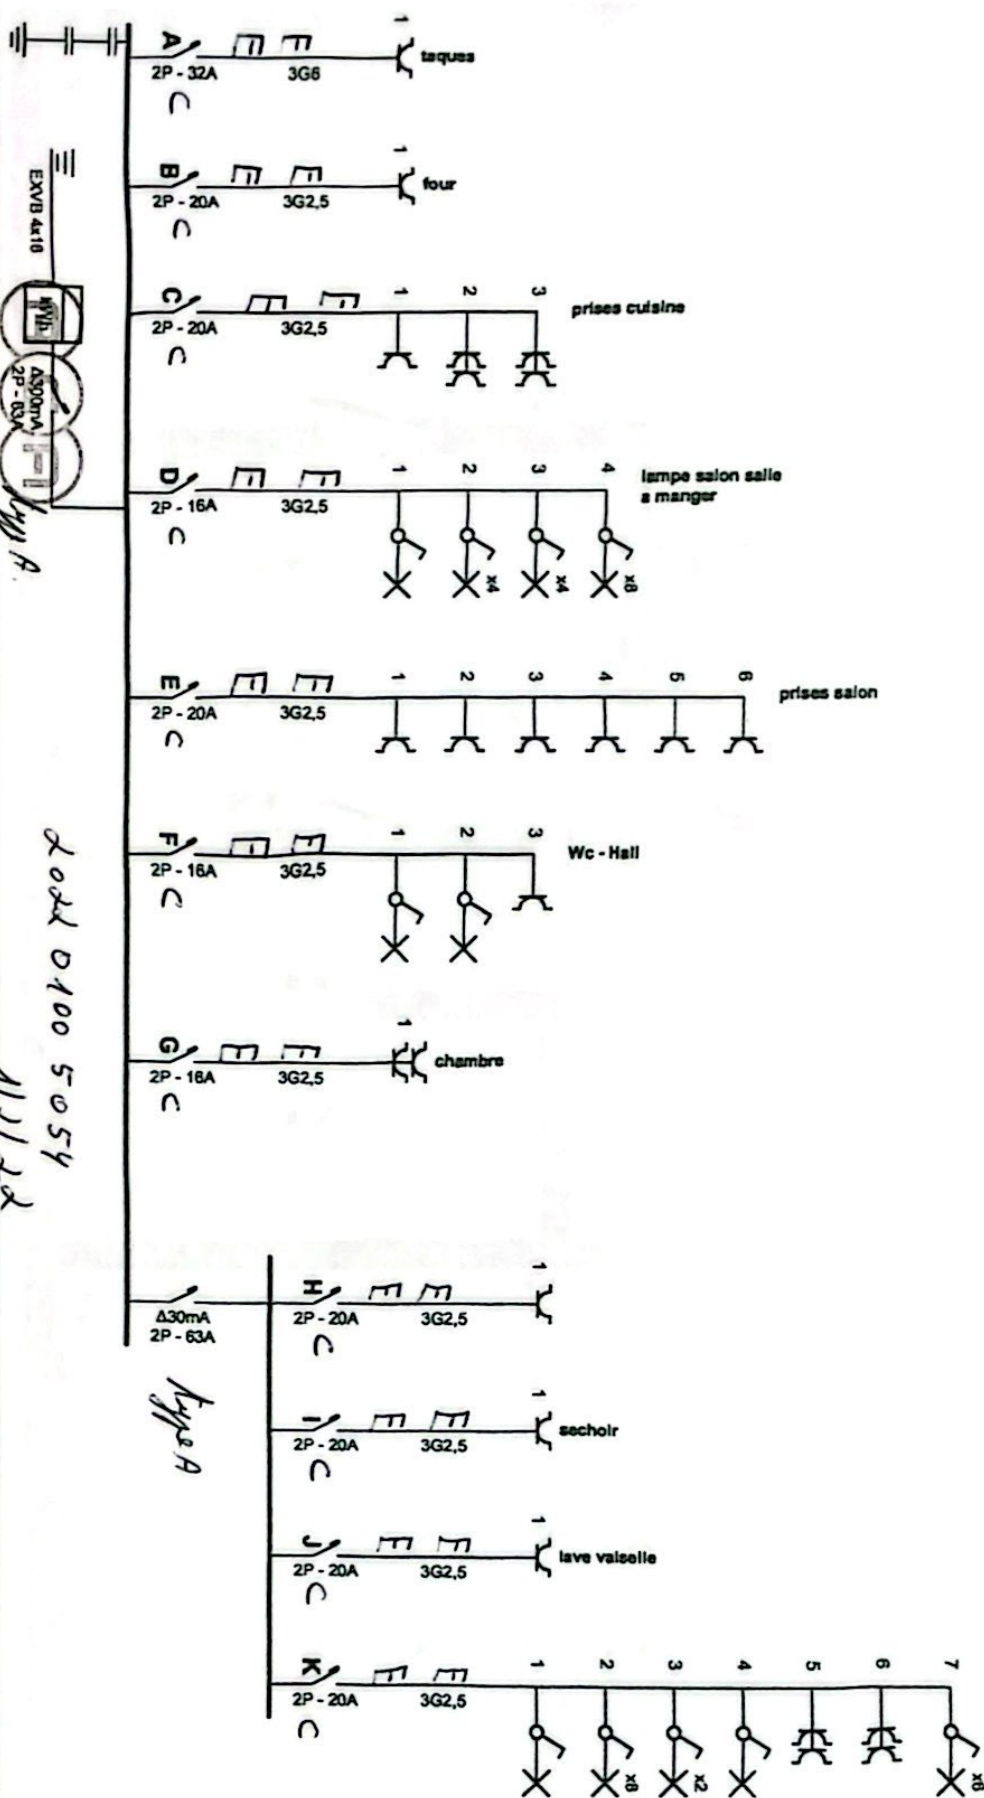 A
2P - 32A
C
3G6
1
taques
B
2P - 20A
C
3G2,5
1
four
EXVB 4x16
kWh
Δ300mA
2P - 63A
type A.
C
2P - 20A
C
3G2,5
1
2
3
prises cuisine
D
2P - 16A
C
3G2,5
1
2
x4
3
x4
4
x8
lampe salon salle
a manger
E
2P - 20A
C
3G2,5
1
2
3
4
5
6
prises salon
F
2P - 16A
C
3G2,5
1
2
3
Wc - Hall
G
2P - 16A
C
3G2,5
1
chambre
2022 0100 5054
Δ30mA
2P - 63A
type A
H
2P - 20A
C
3G2,5
1
I
2P - 20A
C
3G2,5
1
sechoir
J
2P - 20A
C
3G2,5
1
lave vaiselle
K
2P - 20A
C
3G2,5
1
2
x8
3
x2
4
5
6
7
x6